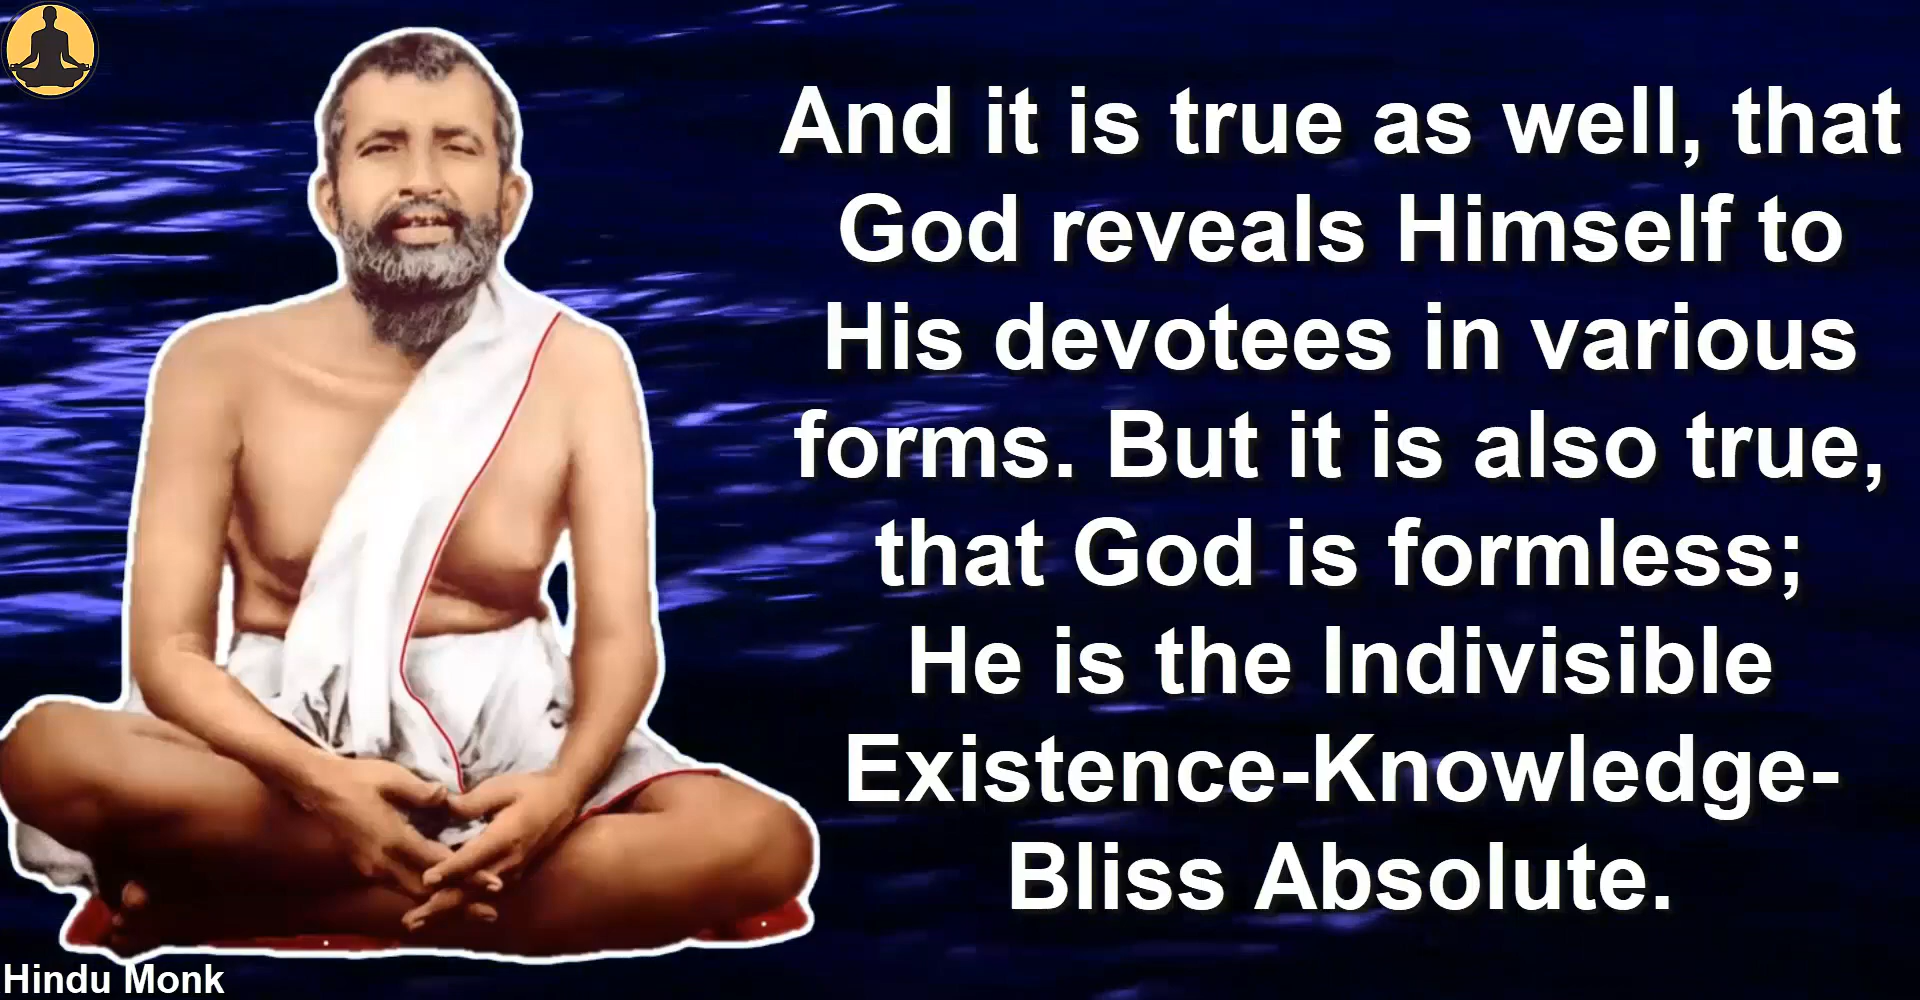 And it is true as well, that
God reveals Himself to
His devotees in various
forms. But it is also true,
that God is formless;
He is the Indivisible
Existence-Knowledge-
Bliss Absolute.
Hindu Monk